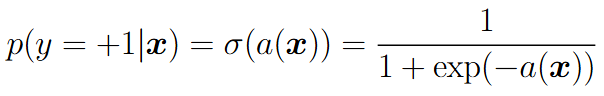 p(y = +1|x) = σ(a(x)) = 1 / (1 + exp(−a(x)))